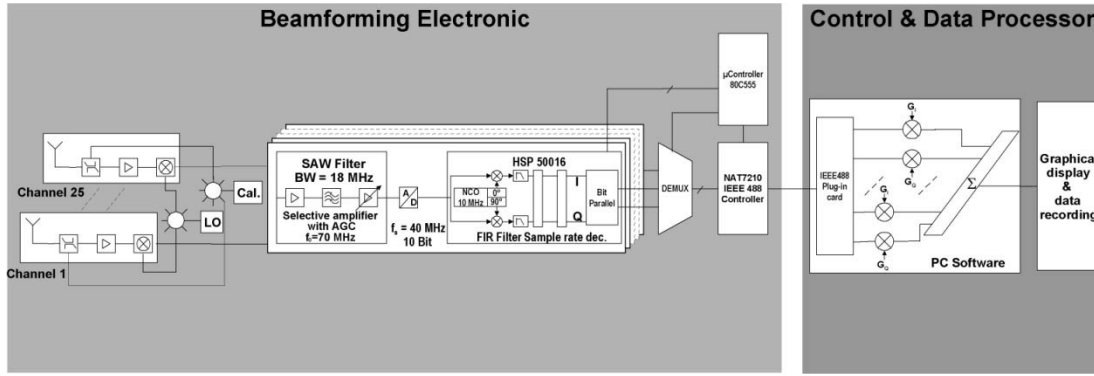 Beamforming Electronic
Control & Data Processor
µController
80C555
Channel 25
Cal.
LO
Channel 1
SAW Filter
BW = 18 MHz
Selective amplifier
with AGC
f₀=70 MHz
A
D
fₛ = 40 MHz
10 Bit
HSP 50016
NCO
10 MHz
0°
90°
I
Q
Bit
Parallel
FIR Filter Sample rate dec.
DEMUX
NAT7210
IEEE 488
Controller
IEEE488
Plug-in
card
Gᵢ
G_Q
Gᵢ
G_Q
Σ
PC Software
Graphical
display
&
data
recording